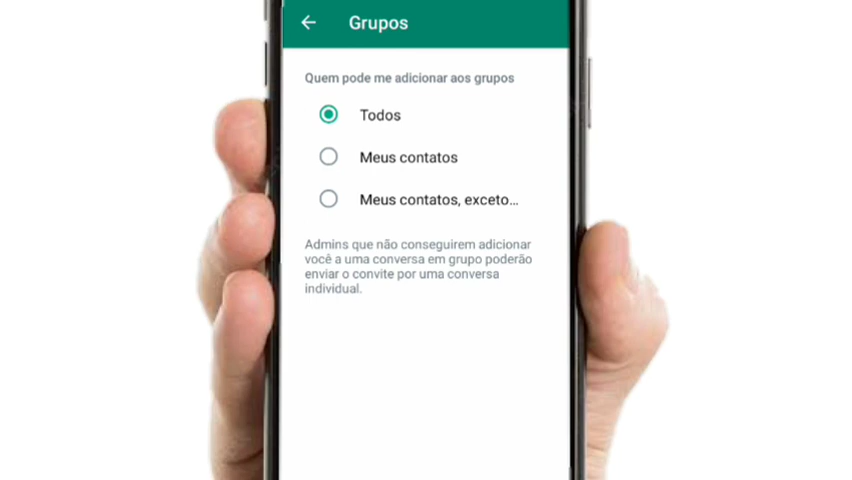 Grupos
Quem pode me adicionar aos grupos
Todos
Meus contatos
Meus contatos, exceto...
Admins que não conseguirem adicionar
você a uma conversa em grupo poderão
enviar o convite por uma conversa
individual.